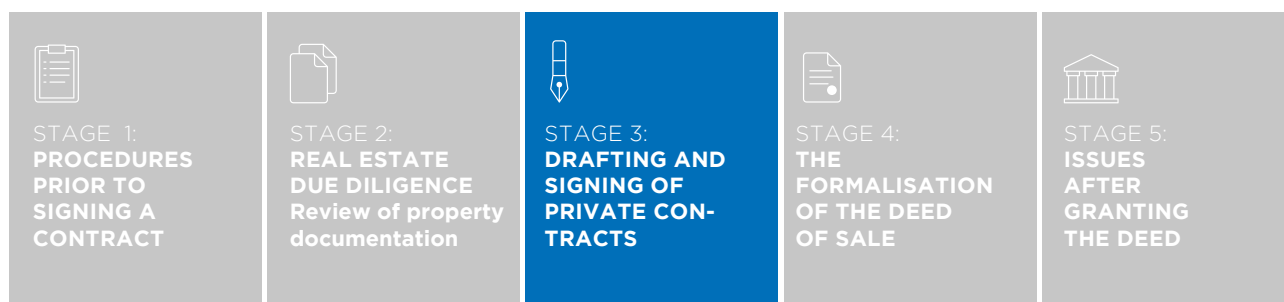 STAGE 1:
PROCEDURES
PRIOR TO
SIGNING A
CONTRACT
STAGE 2:
REAL ESTATE
DUE DILIGENCE
Review of property
documentation
STAGE 3:
DRAFTING AND
SIGNING OF
PRIVATE CON-
TRACTS
STAGE 4:
THE
FORMALISATION
OF THE DEED
OF SALE
STAGE 5:
ISSUES
AFTER
GRANTING
THE DEED